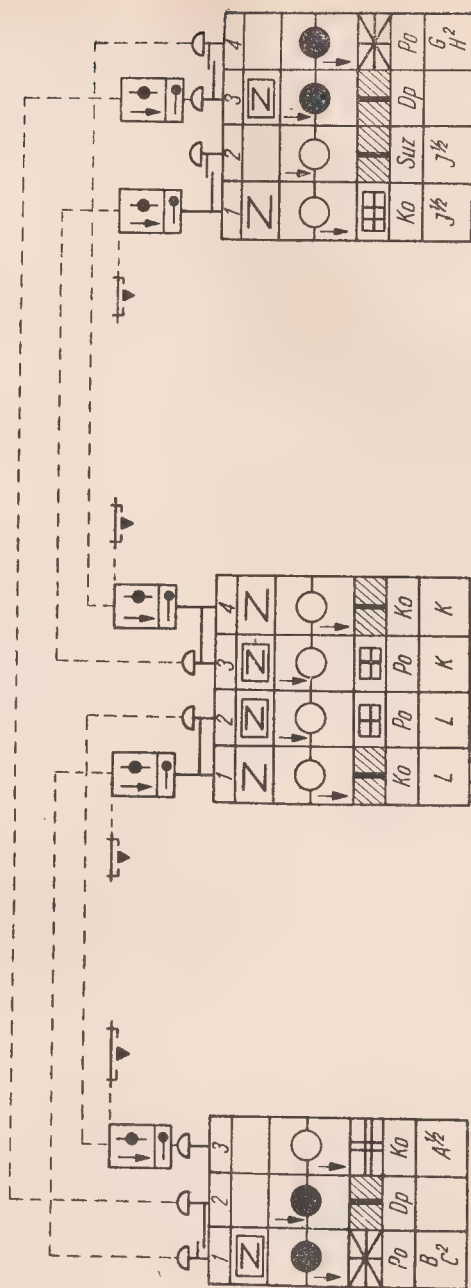 1 2 3
Z
Po Dp Ko
B A½
C²
1 2 3 4
Z Z Z Z
Ko Po Po Ko
L L K K
1 2 3 4
Z Z
Ko Suz Dp Po
J½ J½ G
H²